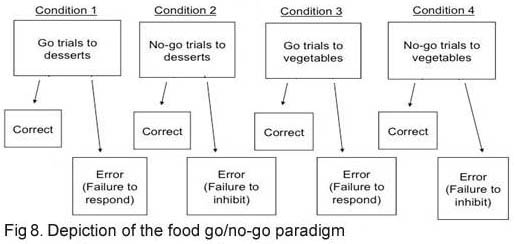 Condition 1
Condition 2
Condition 3
Condition 4
Go trials to
desserts
No-go trials to
desserts
Go trials to
vegetables
No-go trials to
vegetables
Correct
Correct
Correct
Correct
Error
(Failure to
respond)
Error
(Failure to
inhibit)
Error
(Failure to
respond)
Error
(Failure to
inhibit)
Fig 8. Depiction of the food go/no-go paradigm